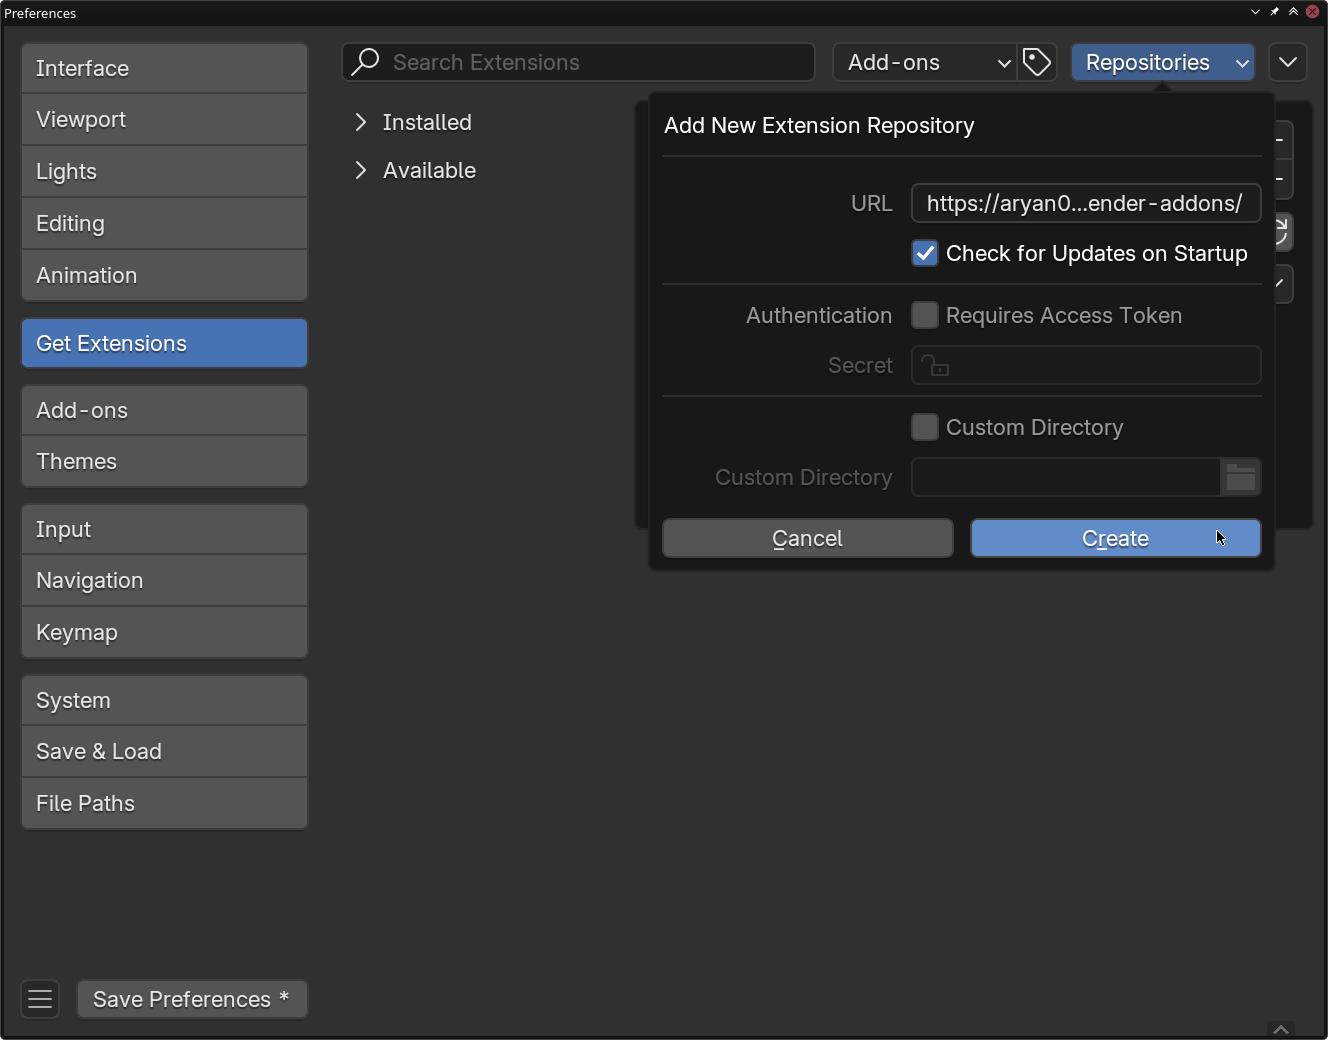 Preferences
Interface
Viewport
Lights
Editing
Animation
Get Extensions
Add-ons
Themes
Input
Navigation
Keymap
System
Save & Load
File Paths
Save Preferences *
Search Extensions
Add-ons
Repositories
Installed
Available
Add New Extension Repository
URL https://aryan0...ender-addons/
Check for Updates on Startup
Authentication Requires Access Token
Secret
Custom Directory
Custom Directory
Cancel Create